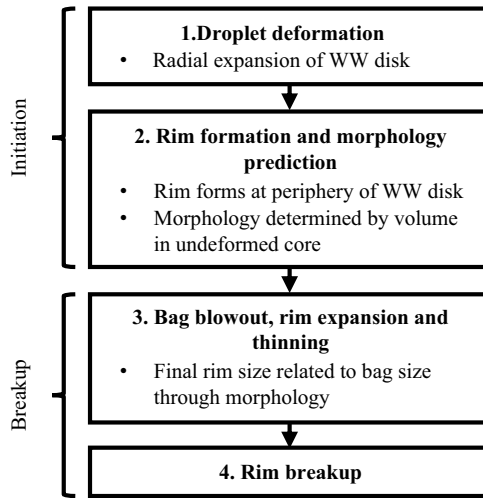 Initiation
1.Droplet deformation
• Radial expansion of WW disk
2. Rim formation and morphology
prediction
• Rim forms at periphery of WW disk
• Morphology determined by volume
in undeformed core
Breakup
3. Bag blowout, rim expansion and
thinning
• Final rim size related to bag size
through morphology
4. Rim breakup